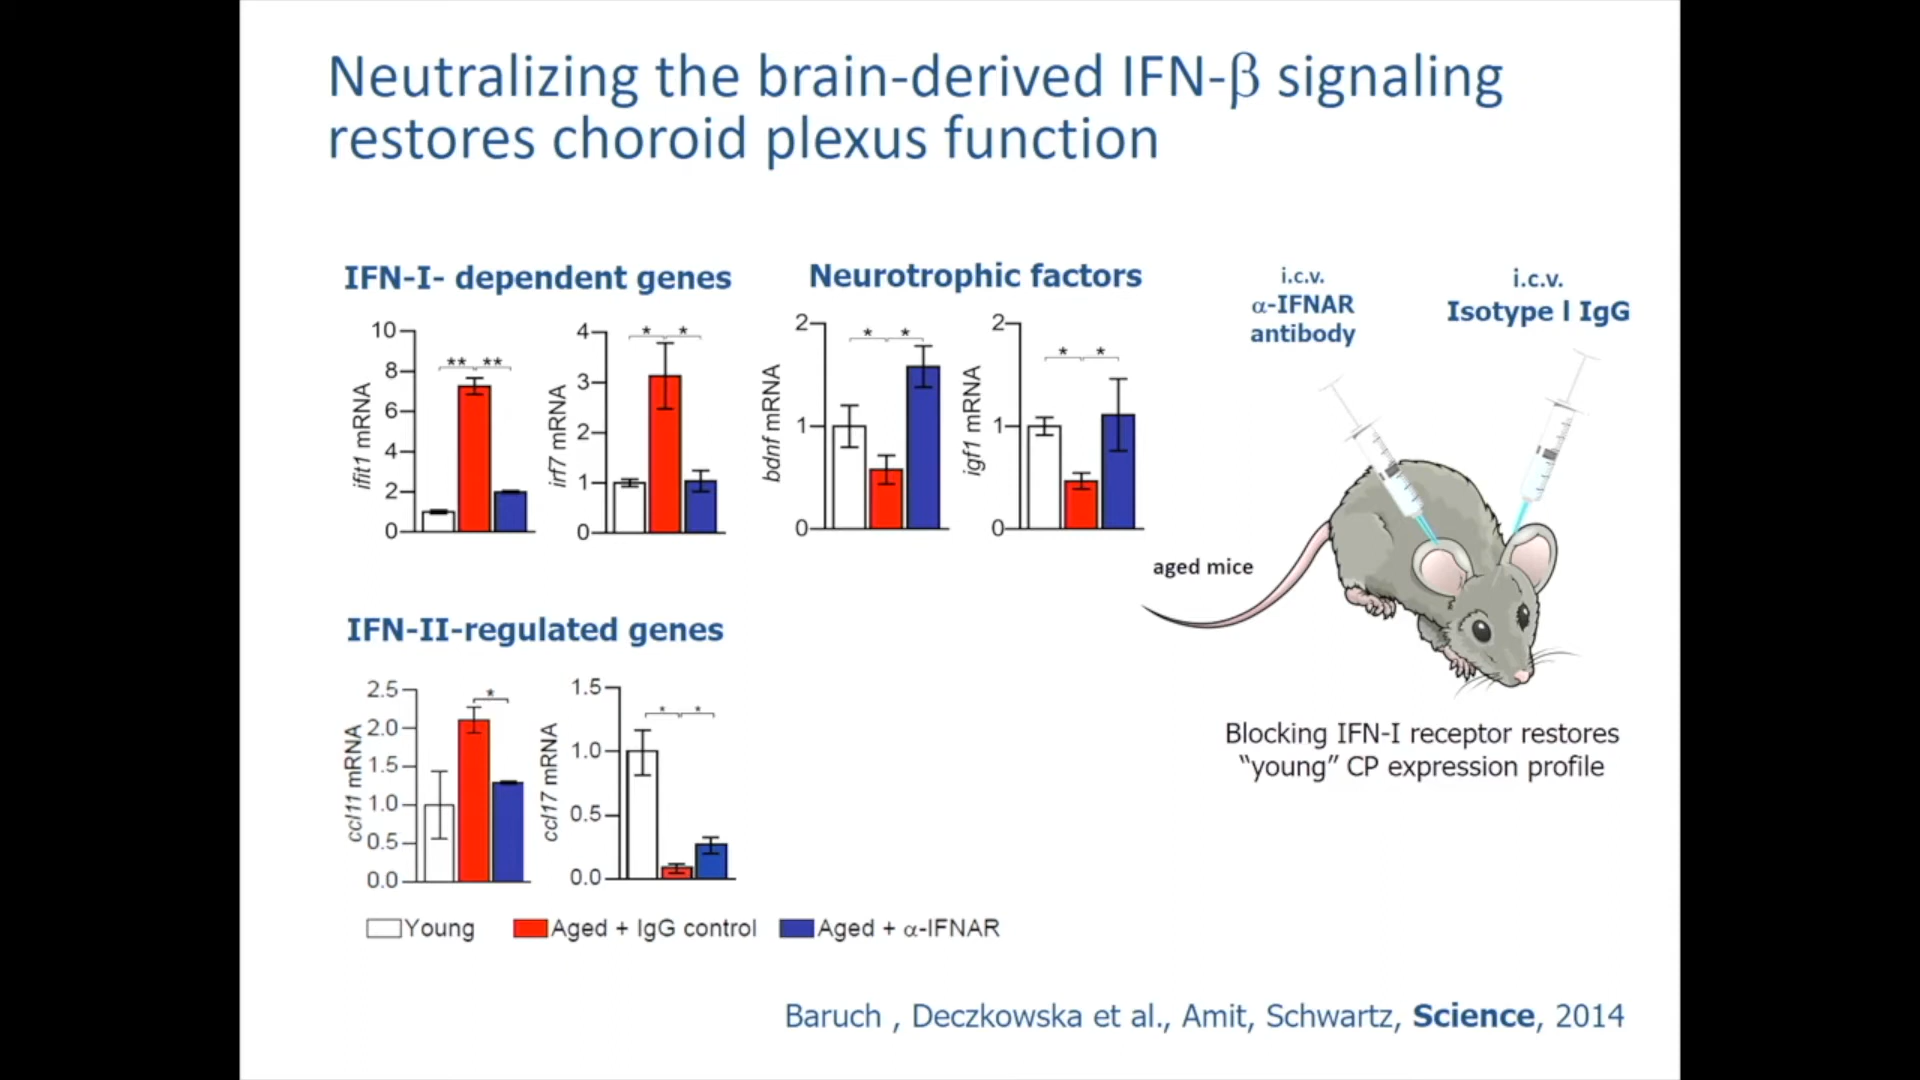 Neutralizing the brain-derived IFN-β signaling
restores choroid plexus function
IFN-I- dependent genes
10
8
6
4
2
0
ifit1 mRNA
** **
4
3
2
1
0
irf7 mRNA
* *
Neurotrophic factors
2
1
0
bdnf mRNA
* *
2
1
0
igf1 mRNA
* *
i.c.v.
α-IFNAR
antibody
i.c.v.
Isotype l IgG
aged mice
Blocking IFN-I receptor restores
“young” CP expression profile
IFN-II-regulated genes
2.5
2.0
1.5
1.0
0.5
0.0
ccl11 mRNA
*
1.5
1.0
0.5
0.0
ccl17 mRNA
* *
Young
Aged + IgG control
Aged + α-IFNAR
Baruch , Deczkowska et al., Amit, Schwartz, Science, 2014